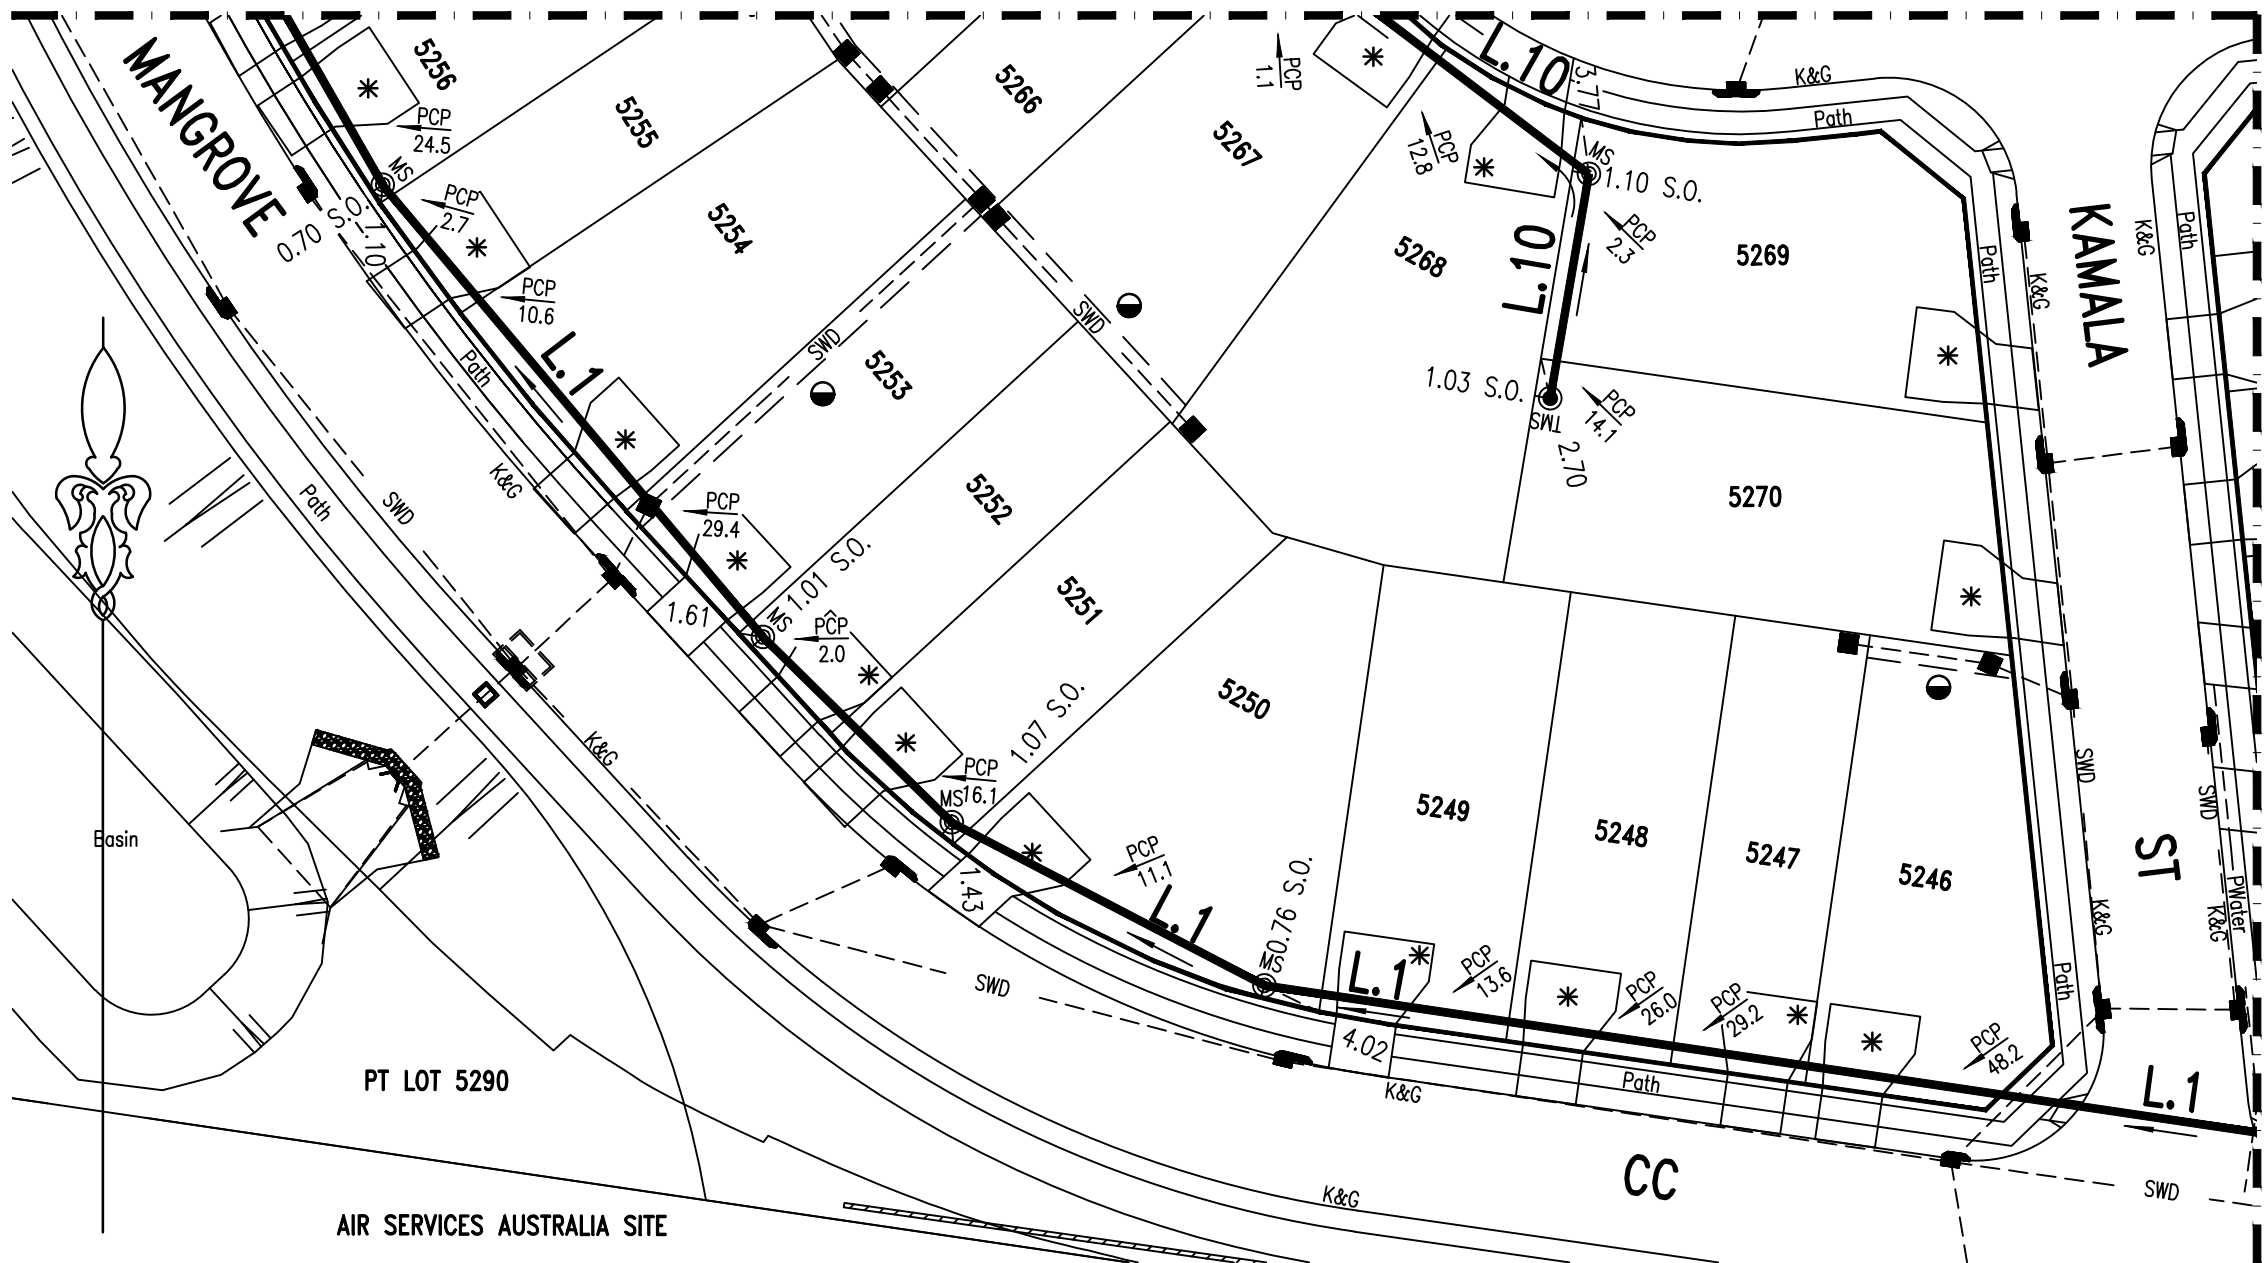 MANGROVE
5256
5255
5266
5267
PCP
1.1
L.10
3.77
K&G
Path
PCP
24.5
MS
PCP
2.7
S.O.
0.70
1.10
5254
PCP
12.8
MS
1.10 S.O.
PCP
2.3
5268
5269
L.10
KAMALA
K&G
Path
Path
K&G
PCP
10.6
L.1
Path
SWD
SWD
5253
1.03 S.O.
TMS
PCP
14.1
2.70
K&G
SWD
Path
PCP
29.4
5252
5270
1.01 S.O.
MS
1.61
PCP
2.0
5251
5250
1.07 S.O.
K&G
PCP
16.1
MS
SWD
SWD
Basin
5249
5248
5247
5246
ST
PCP
11.1
L.1
1.43
0.76 S.O.
MS
L.1
PCP
13.6
PCP
26.0
PCP
29.2
PCP
48.2
K&G
PWater
K&G
Path
SWD
4.02
Path
K&G
L.1
PT LOT 5290
CC
SWD
K&G
AIR SERVICES AUSTRALIA SITE